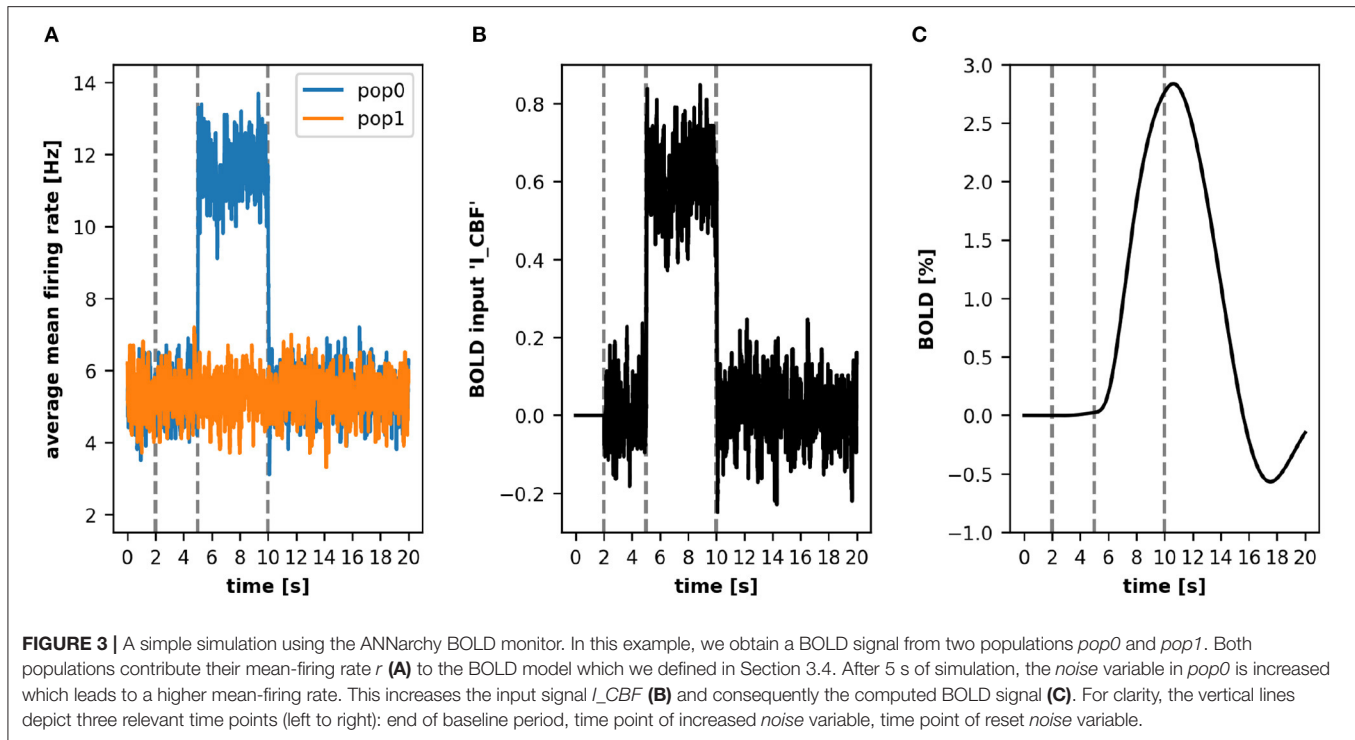 A
B
C
average mean firing rate [Hz]
14
12
10
8
6
4
2
pop0
pop1
0 2 4 6 8 10 12 14 16 18 20
time [s]
BOLD input 'I_CBF'
0.8
0.6
0.4
0.2
0.0
−0.2
0 2 4 6 8 10 12 14 16 18 20
time [s]
BOLD [%]
3.0
2.5
2.0
1.5
1.0
0.5
0.0
−0.5
−1.0
0 2 4 6 8 10 12 14 16 18 20
time [s]
FIGURE 3 | A simple simulation using the ANNarchy BOLD monitor. In this example, we obtain a BOLD signal from two populations pop0 and pop1. Both
populations contribute their mean-firing rate r (A) to the BOLD model which we defined in Section 3.4. After 5 s of simulation, the noise variable in pop0 is increased
which leads to a higher mean-firing rate. This increases the input signal I_CBF (B) and consequently the computed BOLD signal (C). For clarity, the vertical lines
depict three relevant time points (left to right): end of baseline period, time point of increased noise variable, time point of reset noise variable.